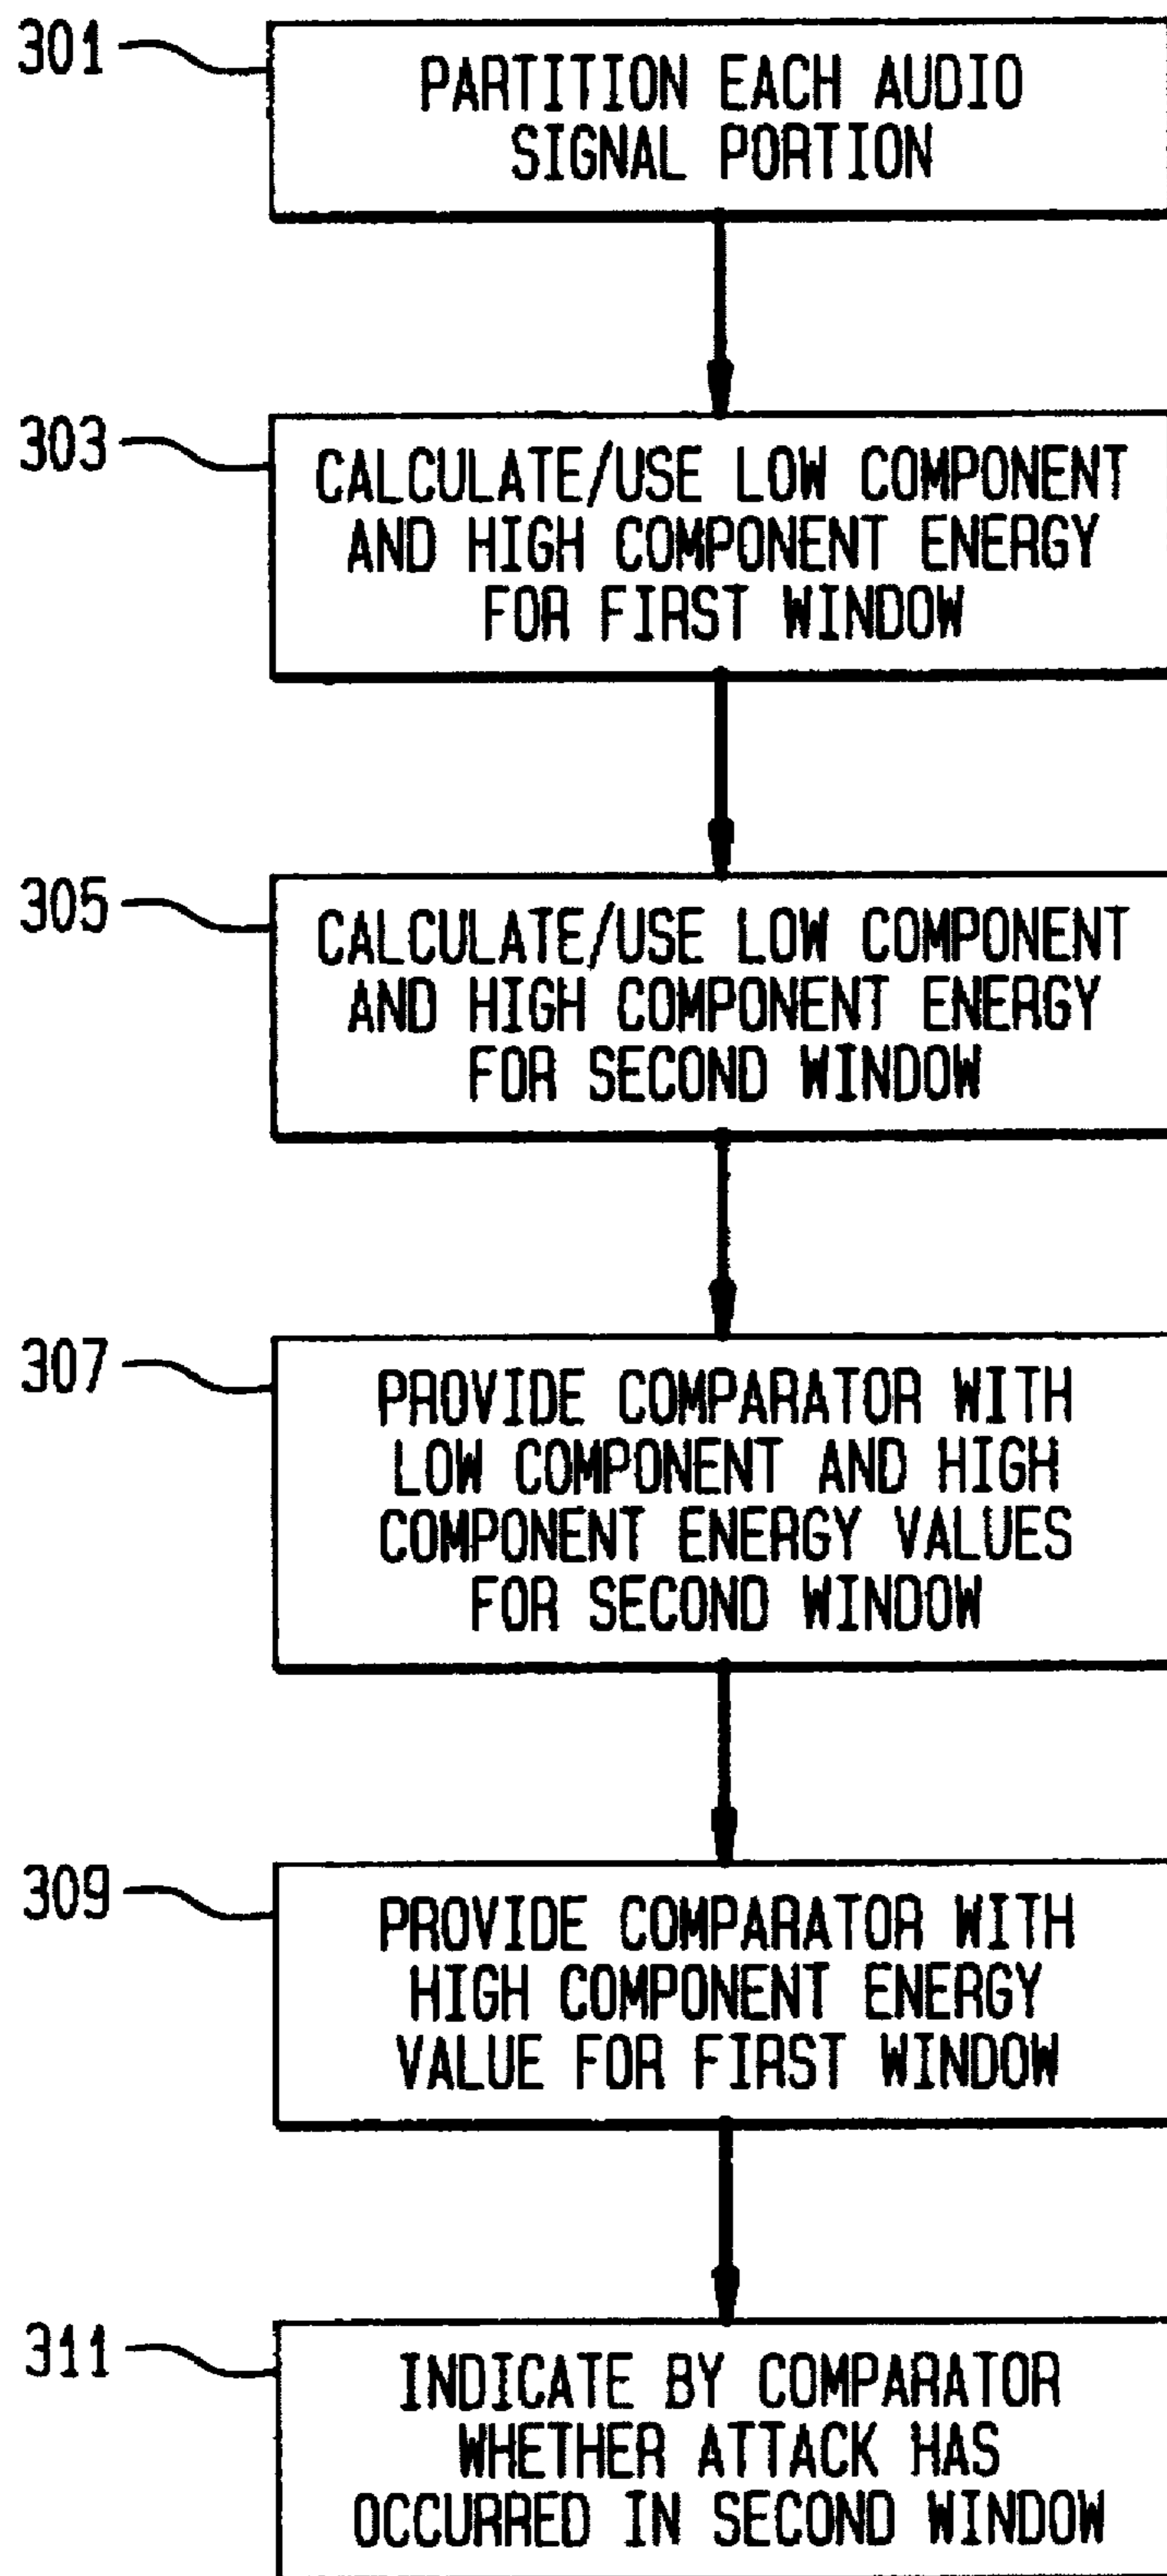 301
PARTITION EACH AUDIO
SIGNAL PORTION
303
CALCULATE/USE LOW COMPONENT
AND HIGH COMPONENT ENERGY
FOR FIRST WINDOW
305
CALCULATE/USE LOW COMPONENT
AND HIGH COMPONENT ENERGY
FOR SECOND WINDOW
307
PROVIDE COMPARATOR WITH
LOW COMPONENT AND HIGH
COMPONENT ENERGY VALUES
FOR SECOND WINDOW
309
PROVIDE COMPARATOR WITH
HIGH COMPONENT ENERGY
VALUE FOR FIRST WINDOW
311
INDICATE BY COMPARATOR
WHETHER ATTACK HAS
OCCURRED IN SECOND WINDOW